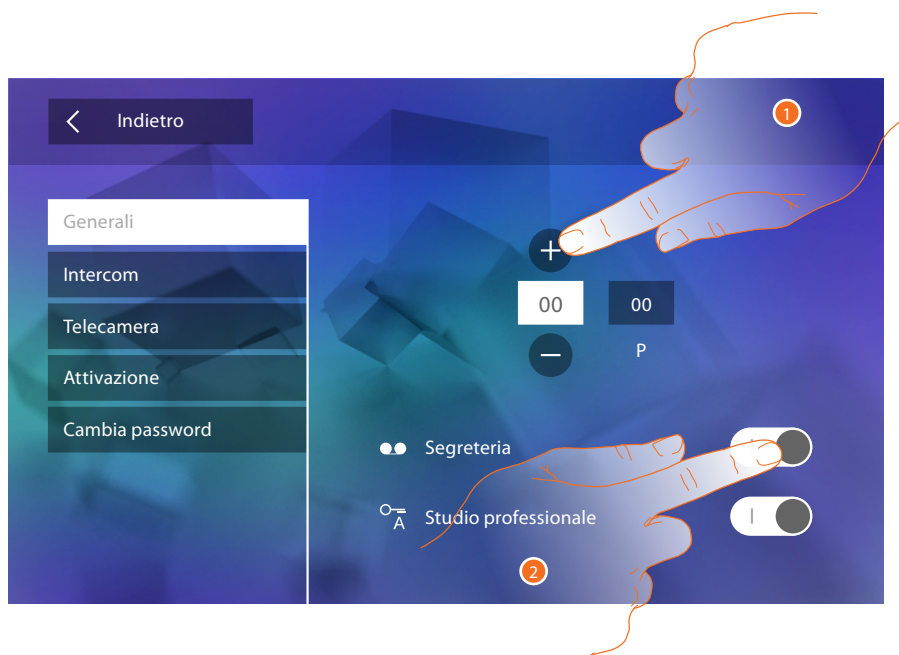 Indietro
1
Generali
Intercom
Telecamera
Attivazione
Cambia password
+
00 00
− P
Segreteria
A Studio professionale
2